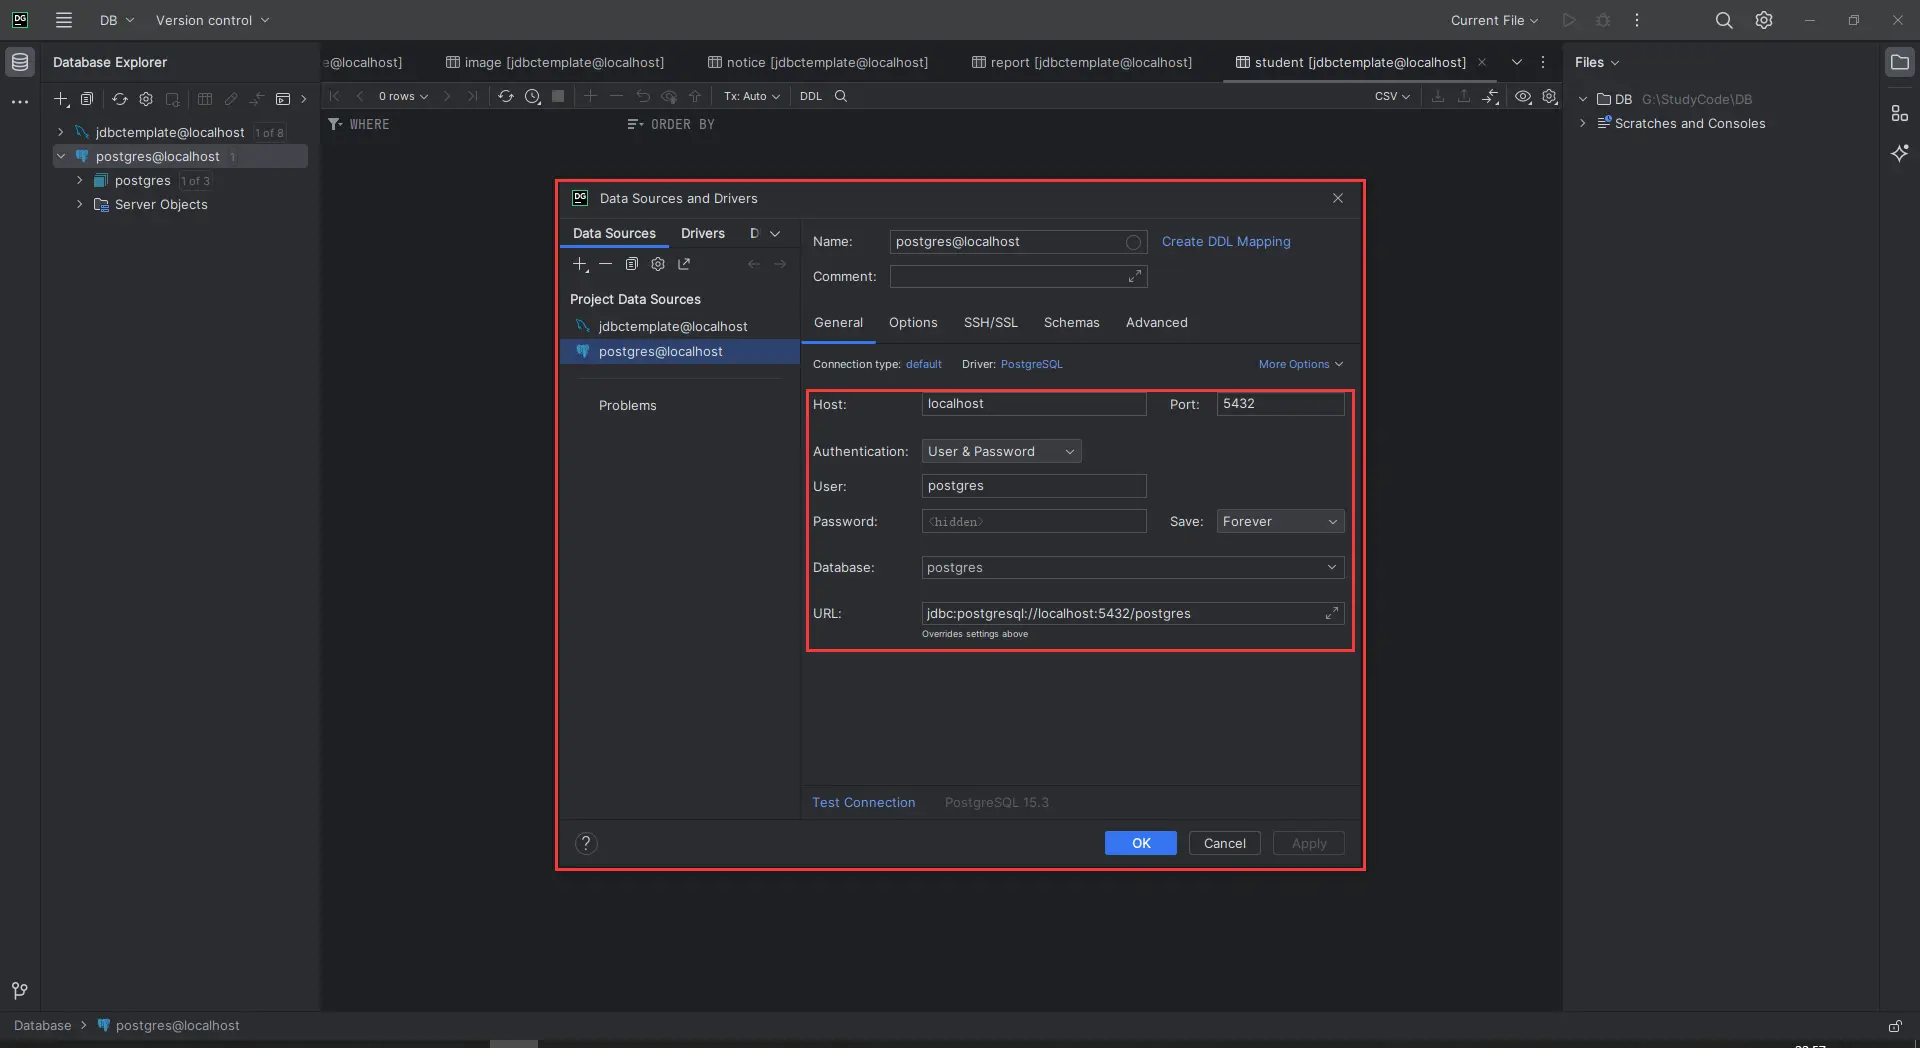 DG DB Version control Current File
Database Explorer
e@localhost] image [jdbctemplate@localhost] notice [jdbctemplate@localhost] report [jdbctemplate@localhost] student [jdbctemplate@localhost] Files
0 rows Tx: Auto DDL CSV
WHERE ORDER BY
jdbctemplate@localhost 1 of 8
postgres@localhost 1
postgres 1 of 3
Server Objects
DB G:\StudyCode\DB
Scratches and Consoles
DG Data Sources and Drivers
Data Sources Drivers D
Project Data Sources
jdbctemplate@localhost
postgres@localhost
Problems
Name: postgres@localhost Create DDL Mapping
Comment:
General Options SSH/SSL Schemas Advanced
Connection type: default Driver: PostgreSQL More Options
Host: localhost Port: 5432
Authentication: User & Password
User: postgres
Password: <hidden> Save: Forever
Database: postgres
URL: jdbc:postgresql://localhost:5432/postgres
Overrides settings above
Test Connection PostgreSQL 15.3
? OK Cancel Apply
Database > postgres@localhost